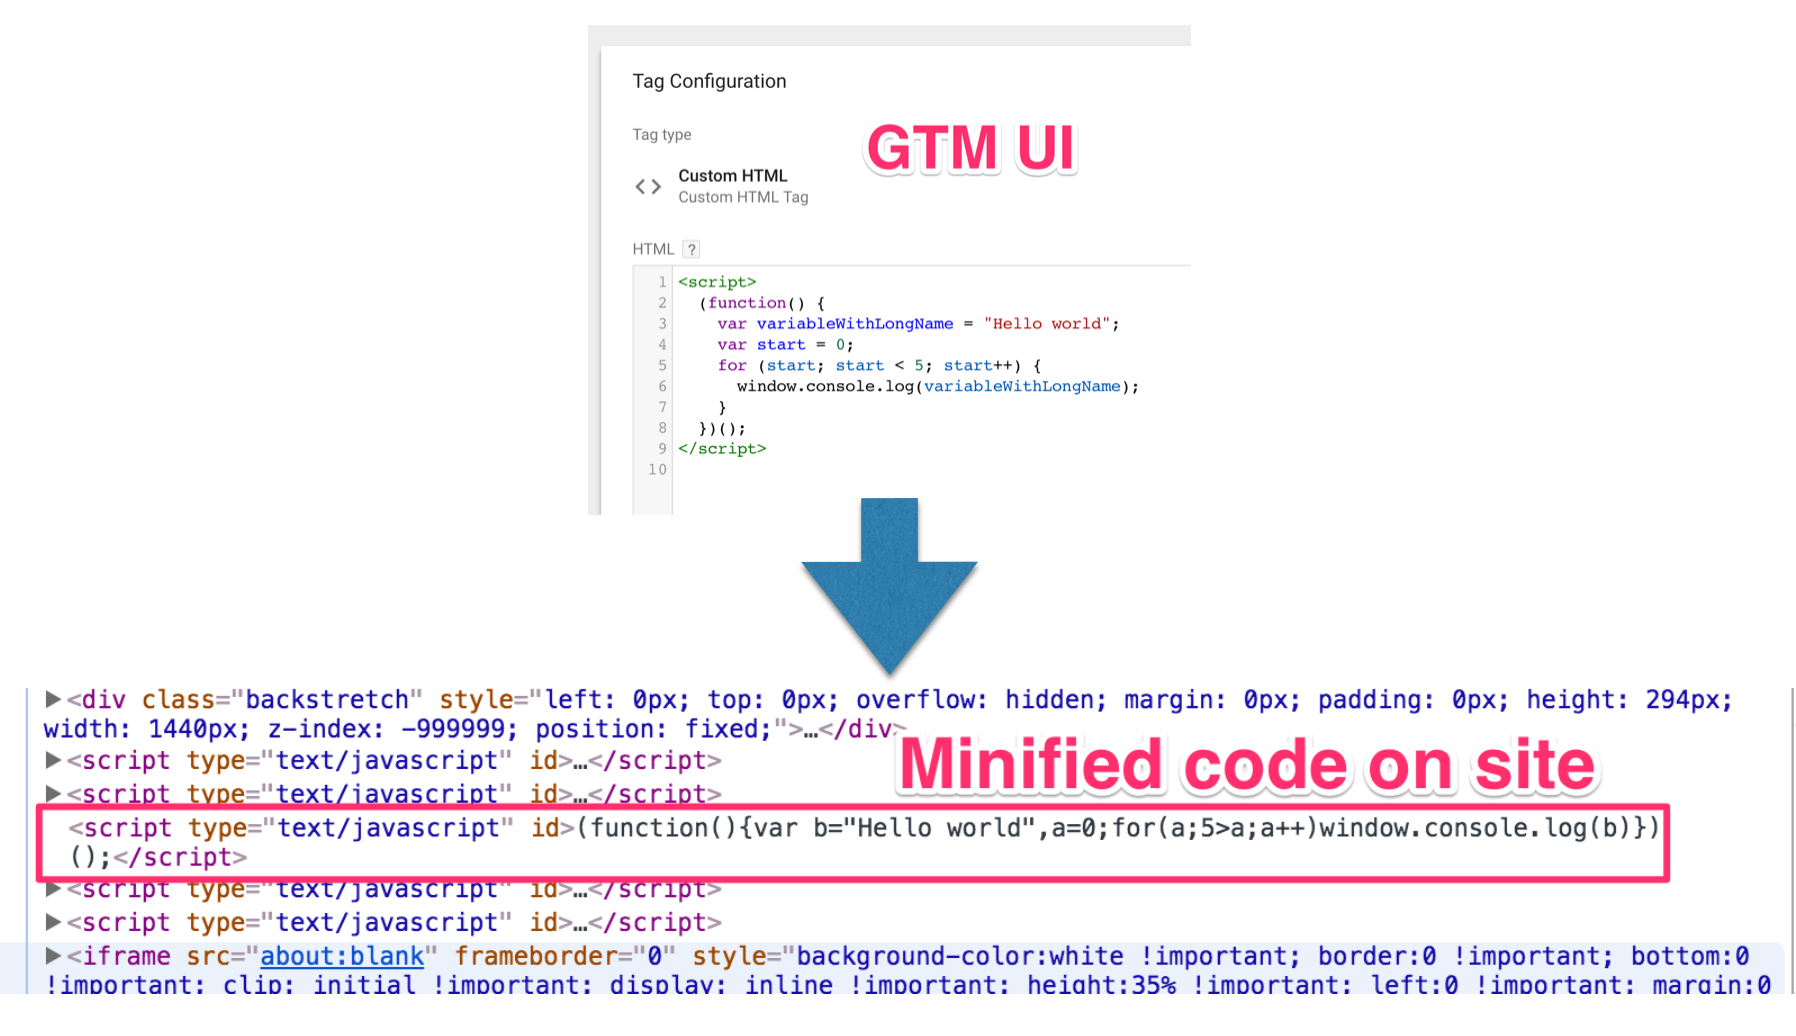 Tag Configuration
Tag type
GTM UI
Custom HTML
Custom HTML Tag
HTML ?
1 <script>
2 (function() {
3 var variableWithLongName = "Hello world";
4 var start = 0;
5 for (start; start < 5; start++) {
6 window.console.log(variableWithLongName);
7 }
8 })();
9 </script>
10
▶<div class="backstretch" style="left: 0px; top: 0px; overflow: hidden; margin: 0px; padding: 0px; height: 294px;
width: 1440px; z-index: -999999; position: fixed;">…</div>
Minified code on site
▶<script type="text/javascript" id>…</script>
▶<script type="text/javascript" id>…</script>
<script type="text/javascript" id>(function(){var b="Hello world",a=0;for(a;5>a;a++)window.console.log(b)})
();</script>
▶<script type="text/javascript" id>…</script>
▶<script type="text/javascript" id>…</script>
▶<iframe src="about:blank" frameborder="0" style="background-color:white !important; border:0 !important; bottom:0
!important; clip: initial !important; display: inline !important; height:35% !important; left:0 !important; margin:0